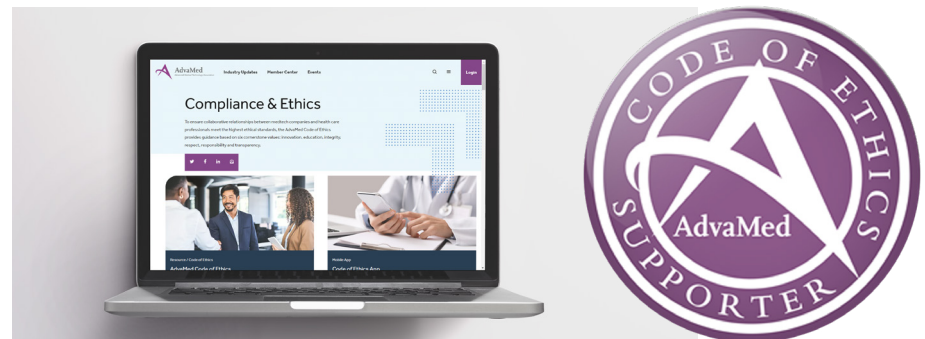 AdvaMed
Industry Updates Member Center Events
Login
Compliance & Ethics
To ensure collaborative relationships between medtech companies and health care
professionals meet the highest ethical standards, the AdvaMed Code of Ethics
provides guidance based on six cornerstone values: innovation, education, integrity,
respect, responsibility and transparency.
Resource / Code of Ethics
AdvaMed Code of Ethics
Mobile App
Code of Ethics App
CODE OF ETHICS
AdvaMed
SUPPORTER